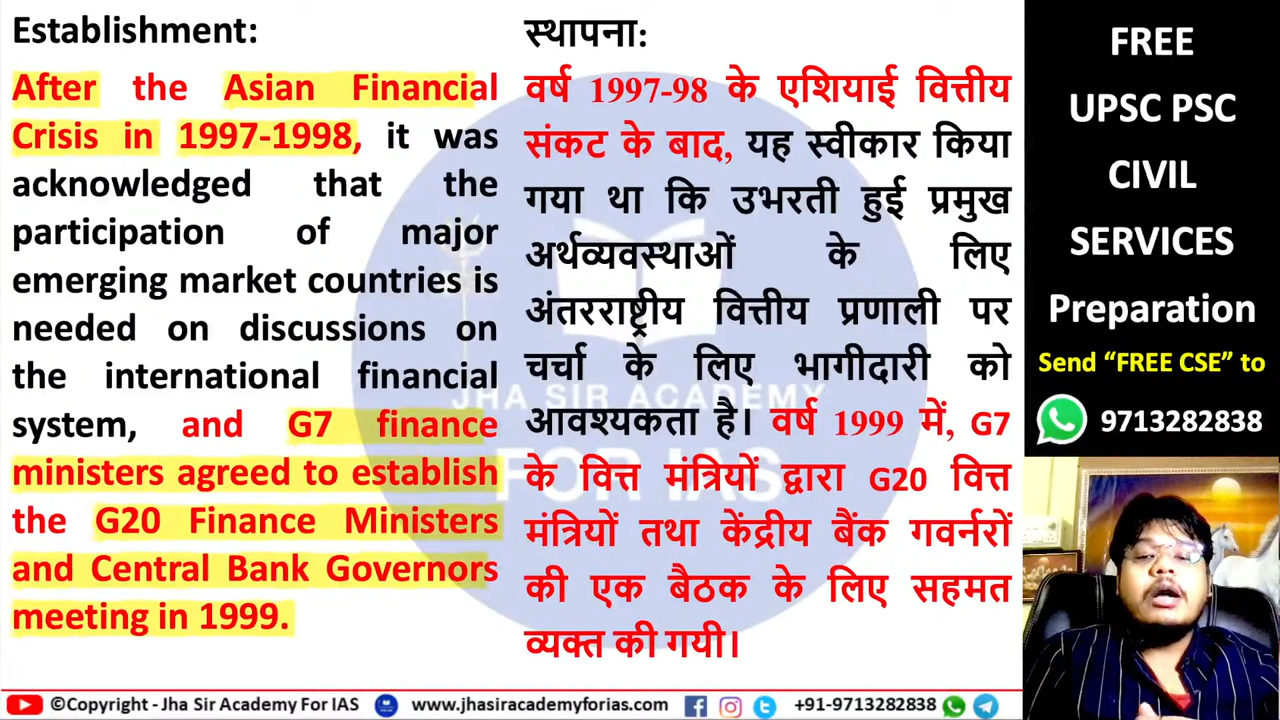 Establishment:
After the Asian Financial
Crisis in 1997-1998, it was
acknowledged that the
participation of major
emerging market countries is
needed on discussions on
the international financial
system, and G7 finance
ministers agreed to establish
the G20 Finance Ministers
and Central Bank Governors
meeting in 1999.
स्थापना:
वर्ष 1997-98 के एशियाई वित्तीय
संकट के बाद, यह स्वीकार किया
गया था कि उभरती हुई प्रमुख
अर्थव्यवस्थाओं के लिए
अंतरराष्ट्रीय वित्तीय प्रणाली पर
चर्चा के लिए भागीदारी को
आवश्यकता है। वर्ष 1999 में, G7
के वित्त मंत्रियों द्वारा G20 वित्त
मंत्रियों तथा केंद्रीय बैंक गवर्नरों
की एक बैठक के लिए सहमत
व्यक्त की गयी।
JHA SIR ACADEMY
FOR IAS
FREE
UPSC PSC
CIVIL
SERVICES
Preparation
Send “FREE CSE” to
9713282838
©Copyright - Jha Sir Academy For IAS www.jhasiracademyforias.com +91-9713282838